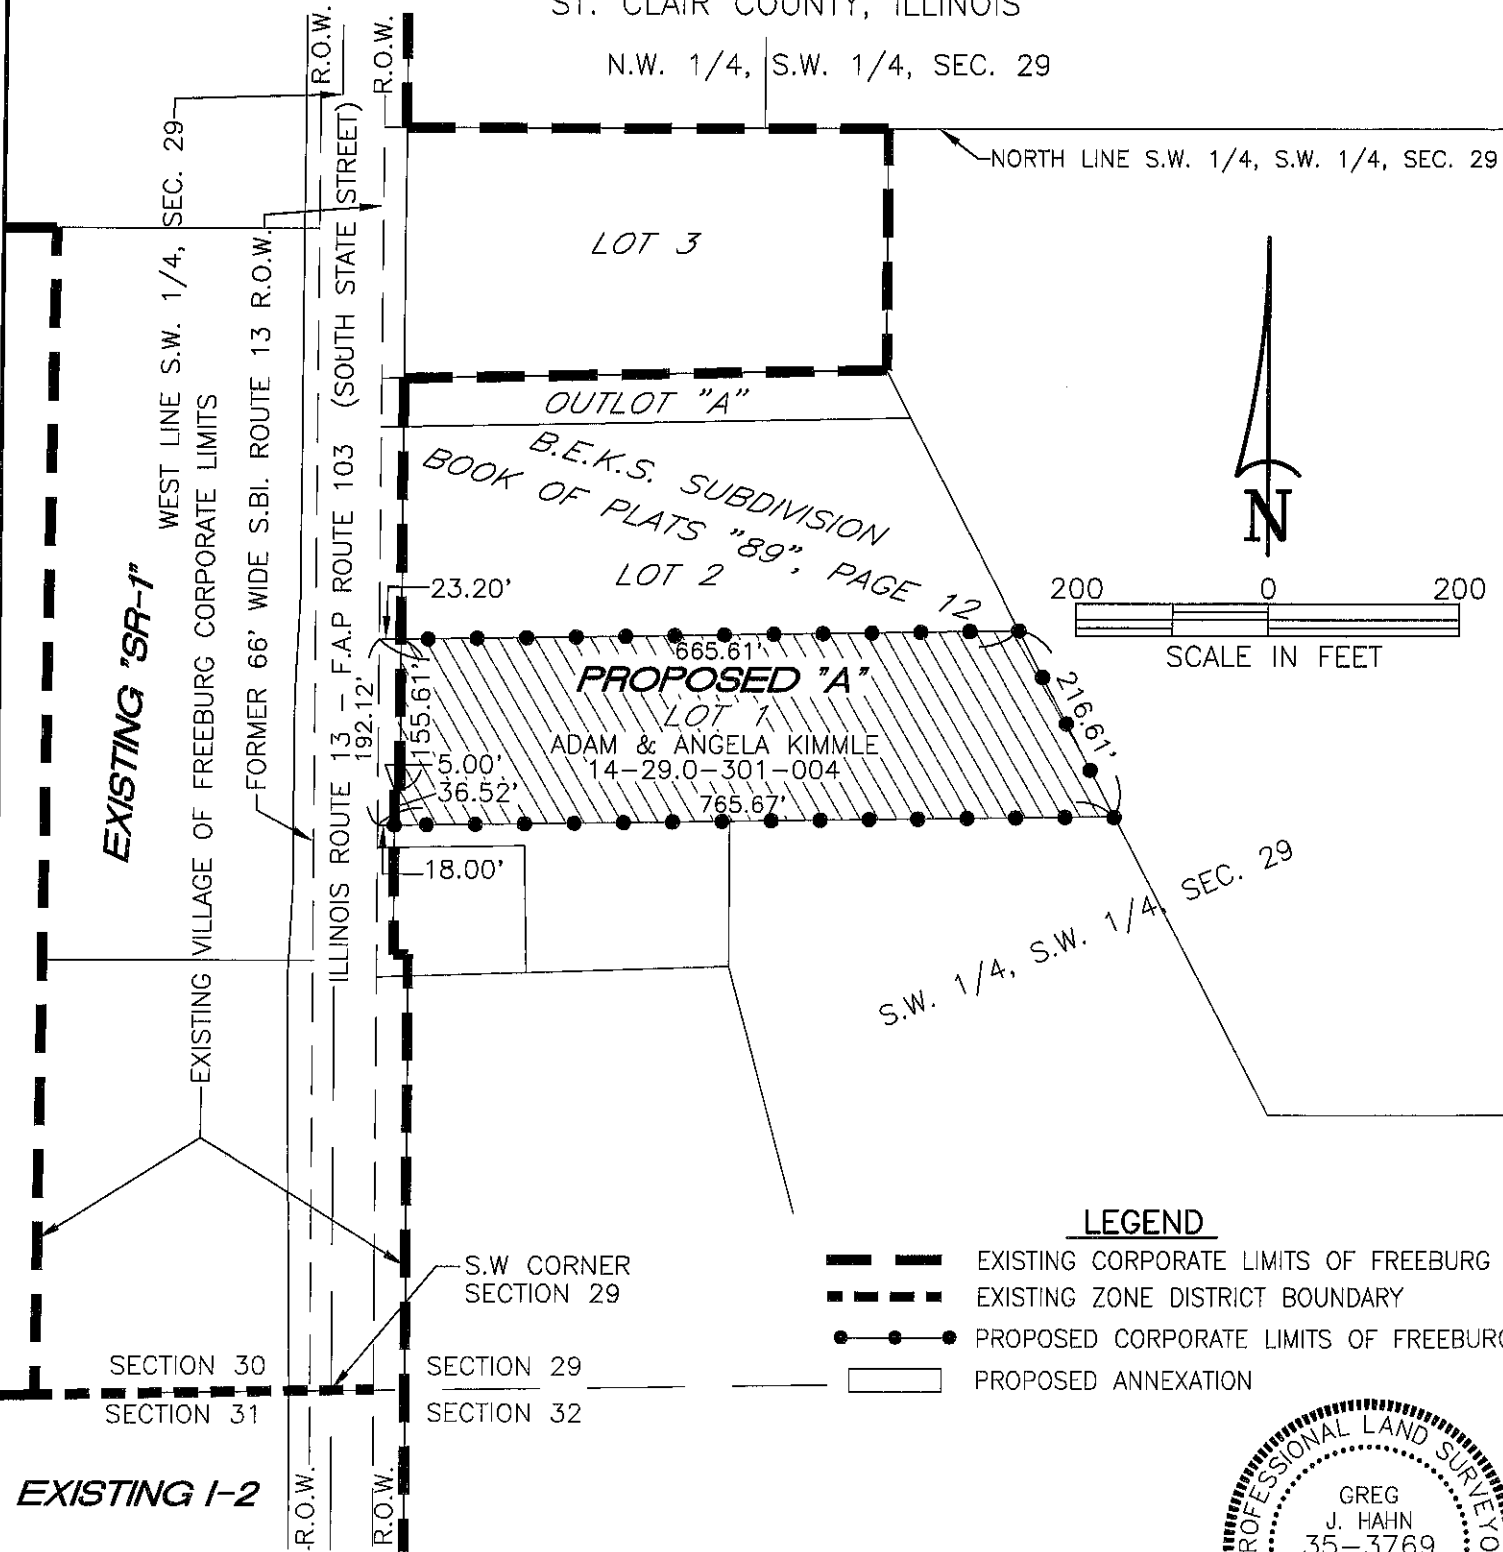 ST. CLAIR COUNTY, ILLINOIS
N.W. 1/4, S.W. 1/4, SEC. 29
R.O.W.
R.O.W.
NORTH LINE S.W. 1/4, S.W. 1/4, SEC. 29
WEST LINE S.W. 1/4, SEC. 29
FORMER 66' WIDE S.BI. ROUTE 13 R.O.W.
EXISTING VILLAGE OF FREEBURG CORPORATE LIMITS
ILLINOIS ROUTE 13 - F.A.P ROUTE 103 (SOUTH STATE STREET)
EXISTING "SR-1"
LOT 3
OUTLOT "A"
B.E.K.S. SUBDIVISION
BOOK OF PLATS "89", PAGE 12
LOT 2
N
200 0 200
SCALE IN FEET
23.20'
665.61'
PROPOSED "A"
LOT 1
ADAM & ANGELA KIMMLE
14-29.0-301-004
192.12'
155.61'
216.61'
5.00'
36.52'
765.67'
18.00'
S.W. 1/4, S.W. 1/4, SEC. 29
S.W CORNER
SECTION 29
LEGEND
EXISTING CORPORATE LIMITS OF FREEBURG
EXISTING ZONE DISTRICT BOUNDARY
PROPOSED CORPORATE LIMITS OF FREEBURG
PROPOSED ANNEXATION
SECTION 30
SECTION 29
SECTION 31
SECTION 32
EXISTING I-2
R.O.W.
R.O.W.
ROFESSIONAL LAND SURVEYO
GREG
J. HAHN
35-3769